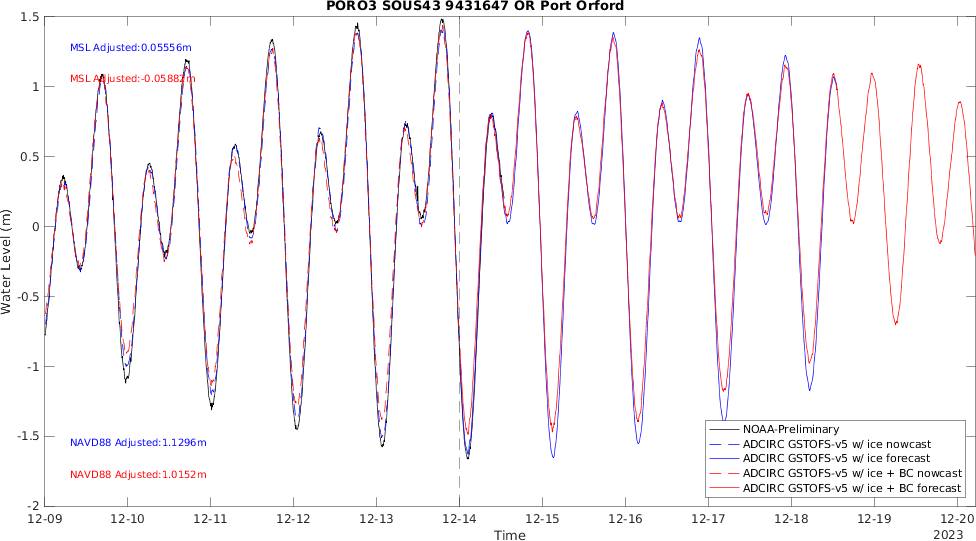 PORO3 SOUS43 9431647 OR Port Orford
MSL Adjusted:0.05556m
MSL Adjusted:-0.05882m
NAVD88 Adjusted:1.1296m
NAVD88 Adjusted:1.0152m
Water Level (m)
1.5
1
0.5
0
-0.5
-1
-1.5
-2
NOAA-Preliminary
ADCIRC GSTOFS-v5 w/ ice nowcast
ADCIRC GSTOFS-v5 w/ ice forecast
ADCIRC GSTOFS-v5 w/ ice + BC nowcast
ADCIRC GSTOFS-v5 w/ ice + BC forecast
12-09 12-10 12-11 12-12 12-13 12-14 12-15 12-16 12-17 12-18 12-19 12-20
Time
2023